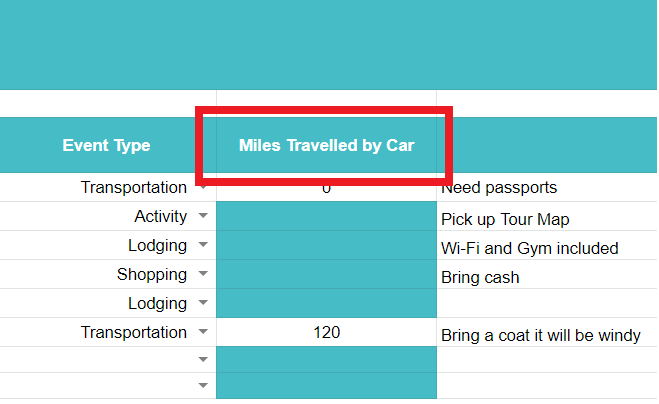 Event Type Miles Travelled by Car
Transportation 0 Need passports
Activity Pick up Tour Map
Lodging Wi-Fi and Gym included
Shopping Bring cash
Lodging
Transportation 120 Bring a coat it will be windy